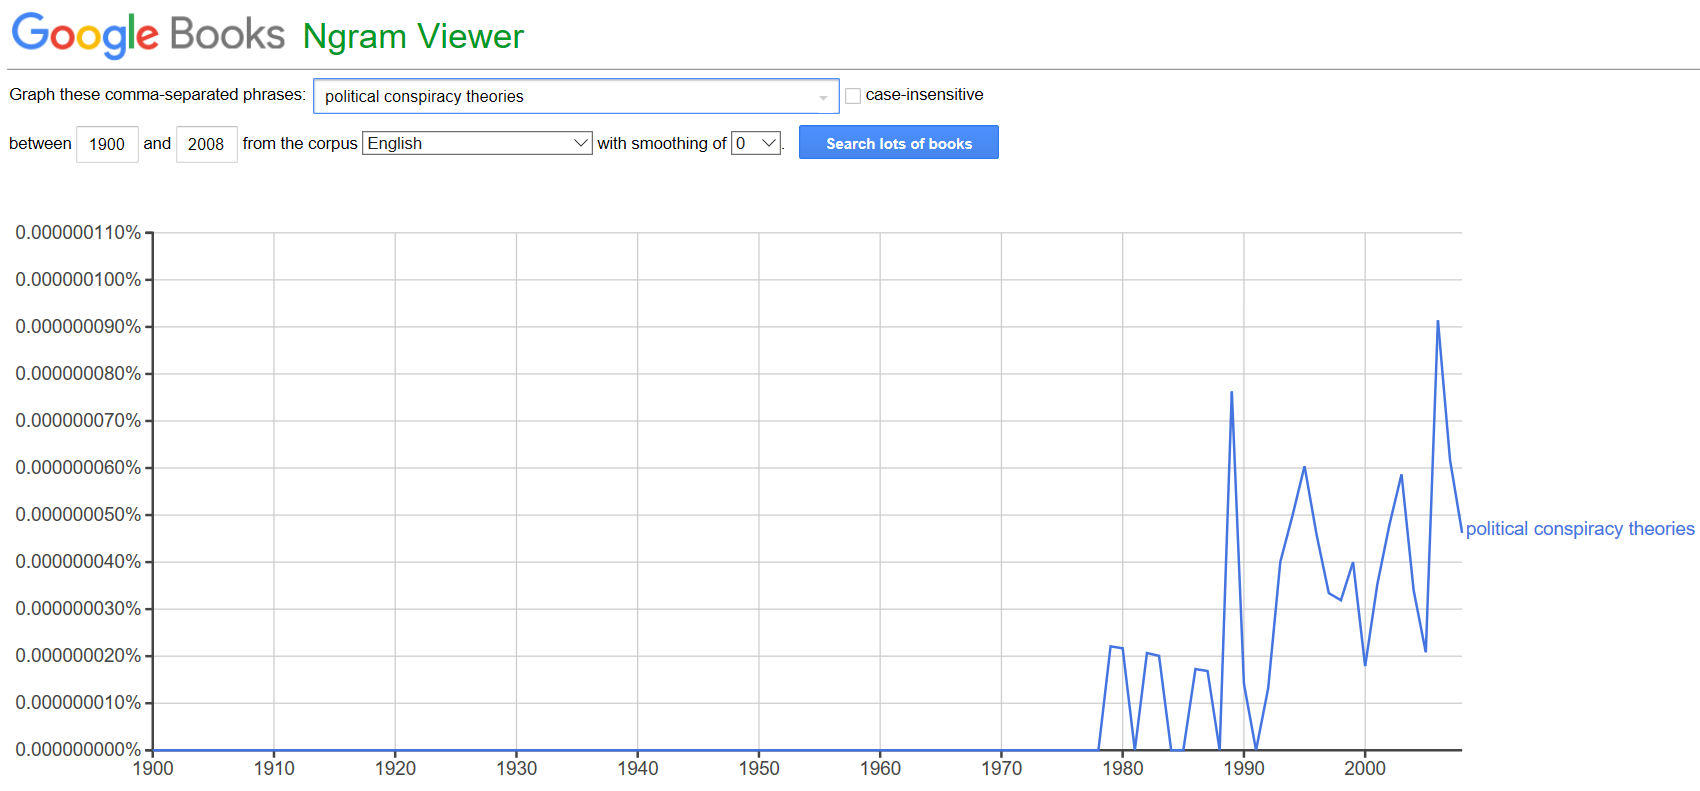 Google Books Ngram Viewer
Graph these comma-separated phrases: political conspiracy theories case-insensitive
between 1900 and 2008 from the corpus English with smoothing of 0. Search lots of books
0.000000110%
0.000000100%
0.000000090%
0.000000080%
0.000000070%
0.000000060%
0.000000050%
political conspiracy theories
0.000000040%
0.000000030%
0.000000020%
0.000000010%
0.000000000%
1900 1910 1920 1930 1940 1950 1960 1970 1980 1990 2000